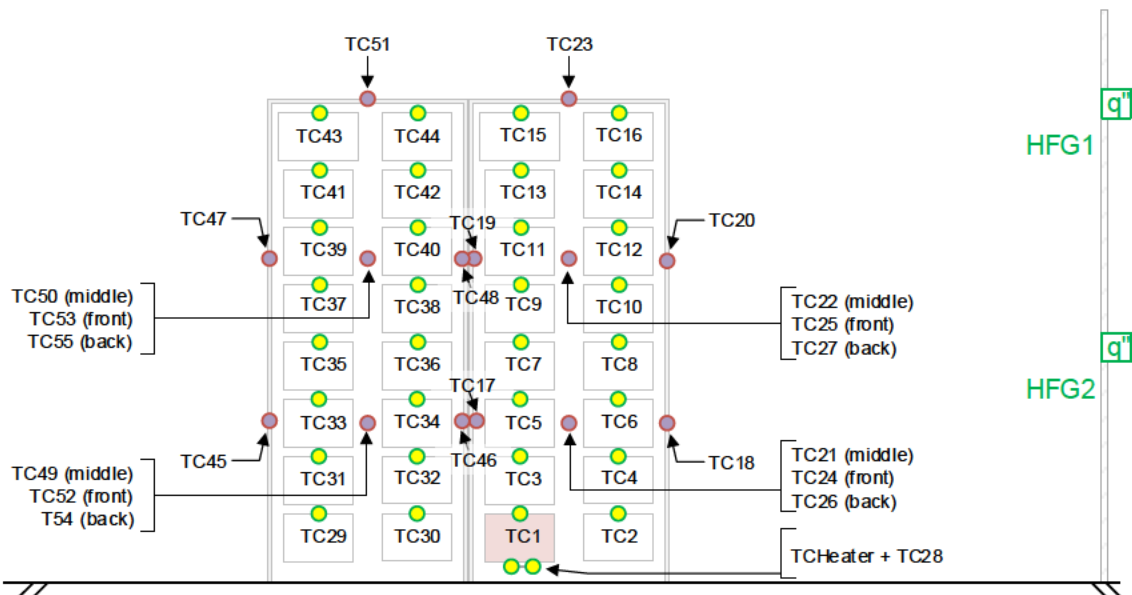 TC51
TC23
q"
HFG1
TC43
TC44
TC15
TC16
TC41
TC42
TC13
TC14
TC47
TC19
TC20
TC39
TC40
TC11
TC12
TC50 (middle)
TC53 (front)
TC55 (back)
TC48
TC37
TC38
TC9
TC10
TC22 (middle)
TC25 (front)
TC27 (back)
q"
HFG2
TC35
TC36
TC7
TC8
TC17
TC33
TC34
TC5
TC6
TC45
TC46
TC18
TC49 (middle)
TC52 (front)
T54 (back)
TC31
TC32
TC3
TC4
TC21 (middle)
TC24 (front)
TC26 (back)
TC29
TC30
TC1
TC2
TCHeater + TC28